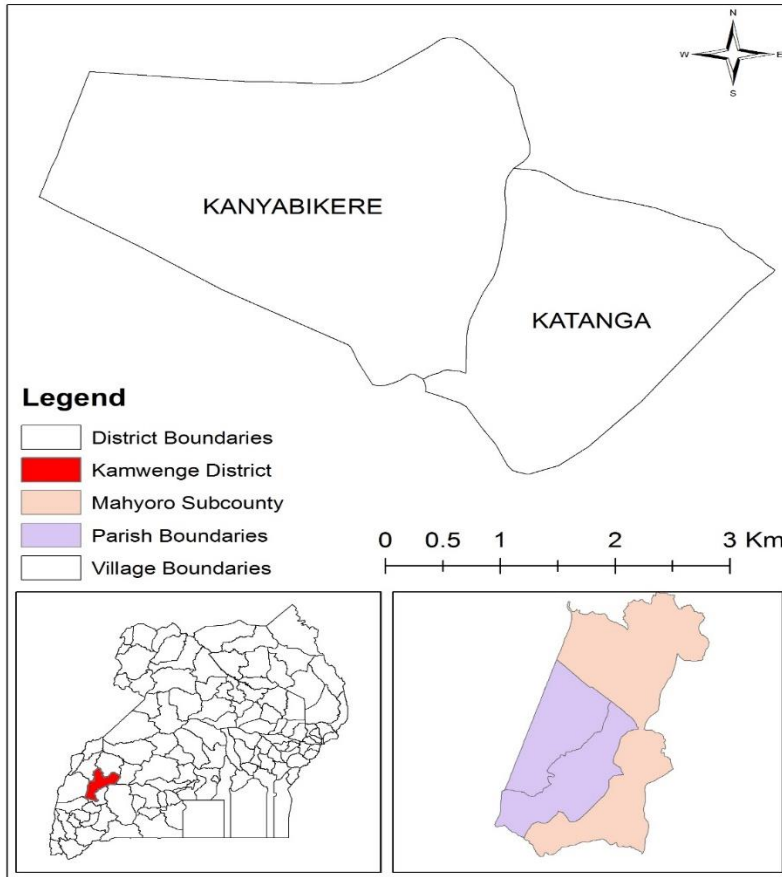 N
W E
S
KANYABIKERE
KATANGA
Legend
District Boundaries
Kamwenge District
Mahyoro Subcounty
Parish Boundaries
Village Boundaries
0 0.5 1 2 3 Km